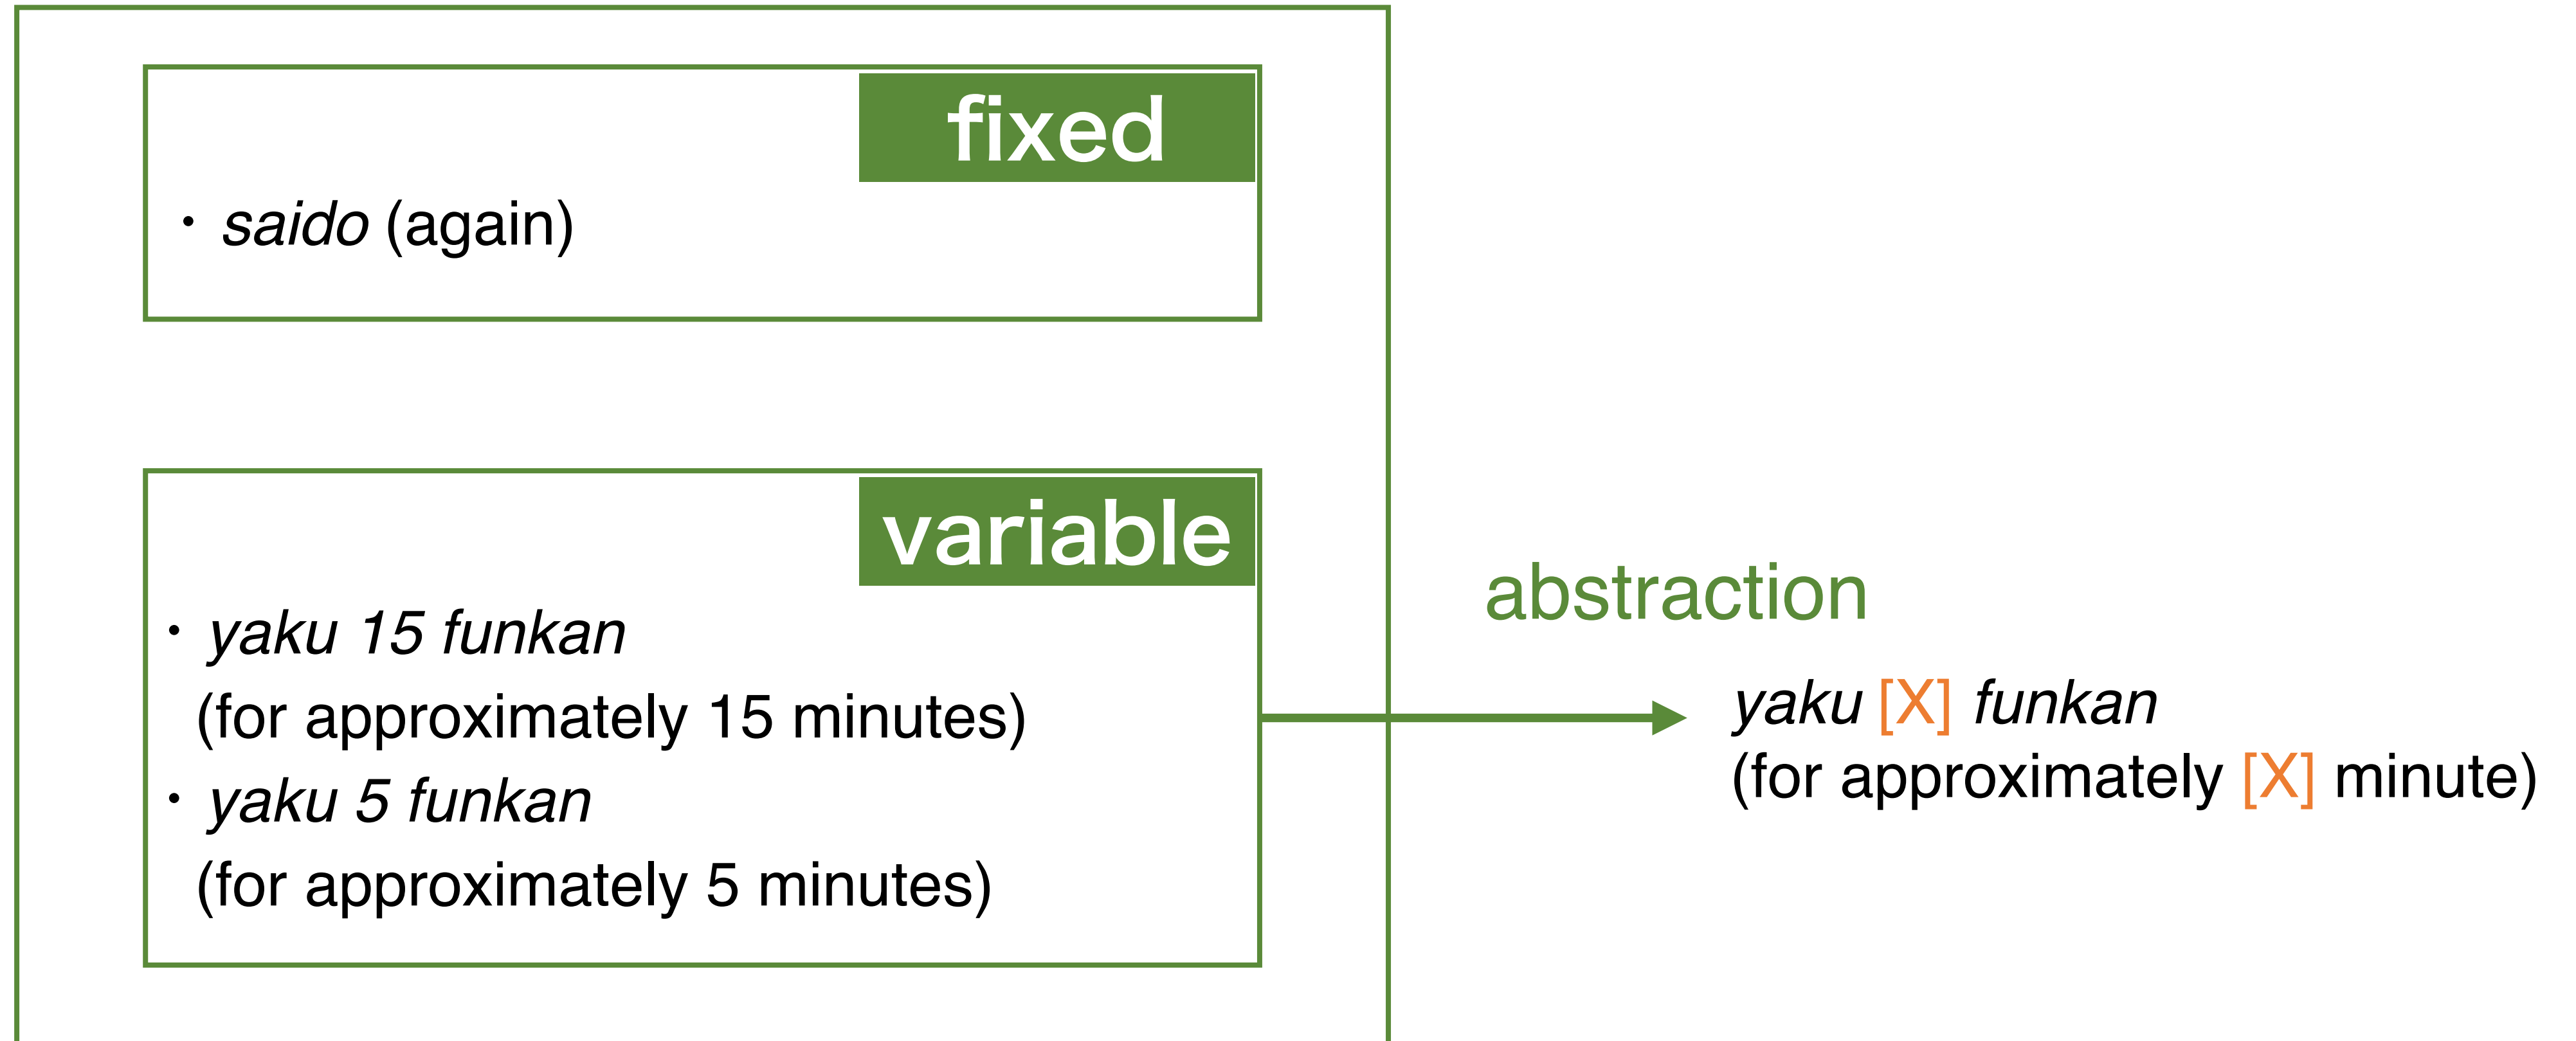 fixed
・ saido (again)
variable
・ yaku 15 funkan
(for approximately 15 minutes)
・ yaku 5 funkan
(for approximately 5 minutes)
abstraction
yaku [X] funkan
(for approximately [X] minute)